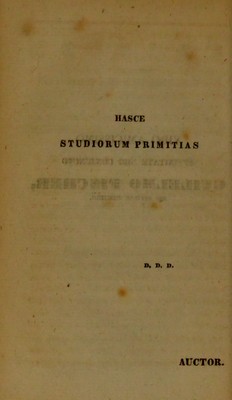 HASCE
STUDIORUM PRIMITIAS
D. D. D.
AUCTOR.